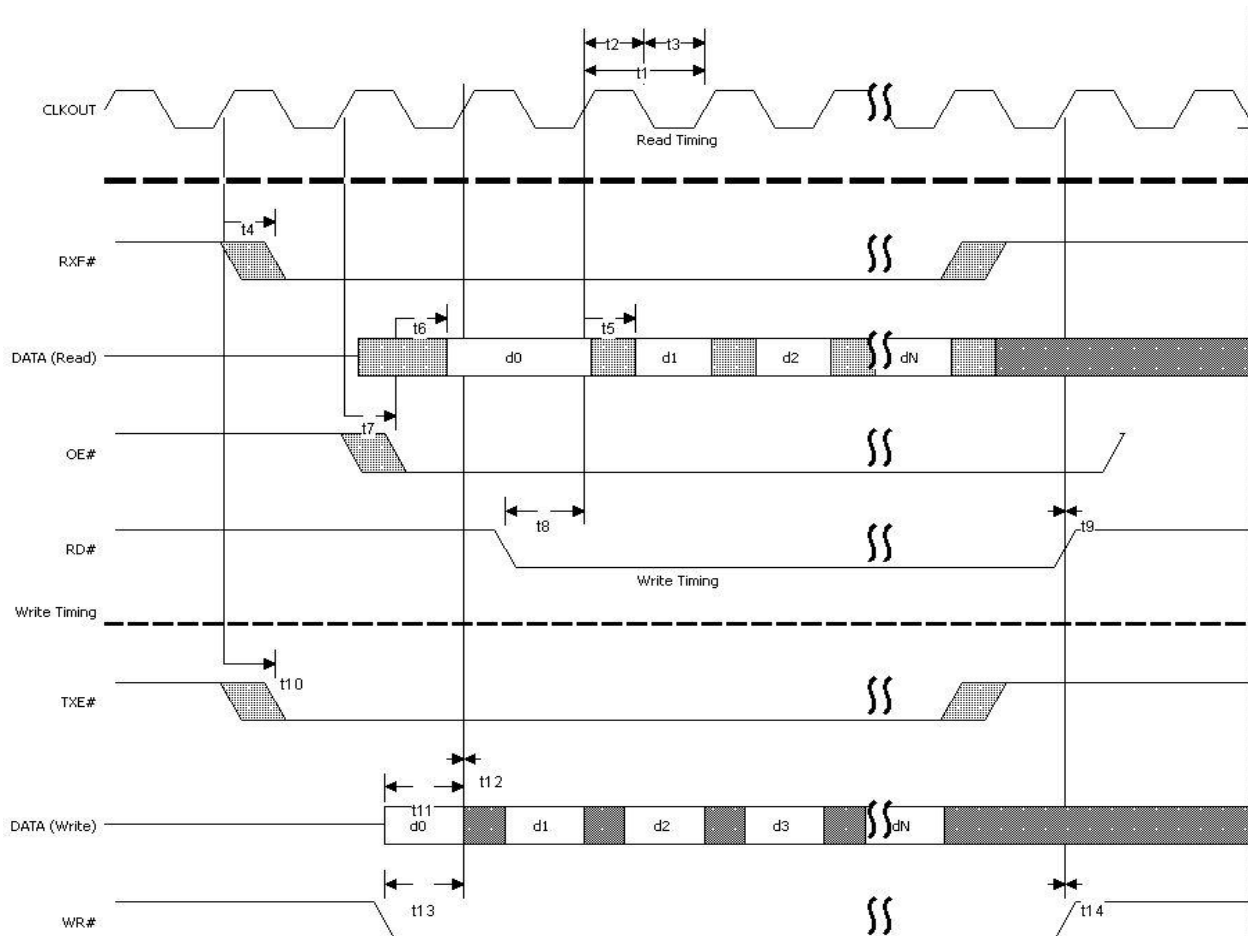 t2 t3
t1
CLKOUT
Read Timing
t4
RXF#
t6 t5
DATA (Read) d0 d1 d2 dN
t7
OE#
t8 t9
RD#
Write Timing
Write Timing
t10
TXE#
t12
t11
DATA (Write) d0 d1 d2 d3 dN
t13 t14
WR#